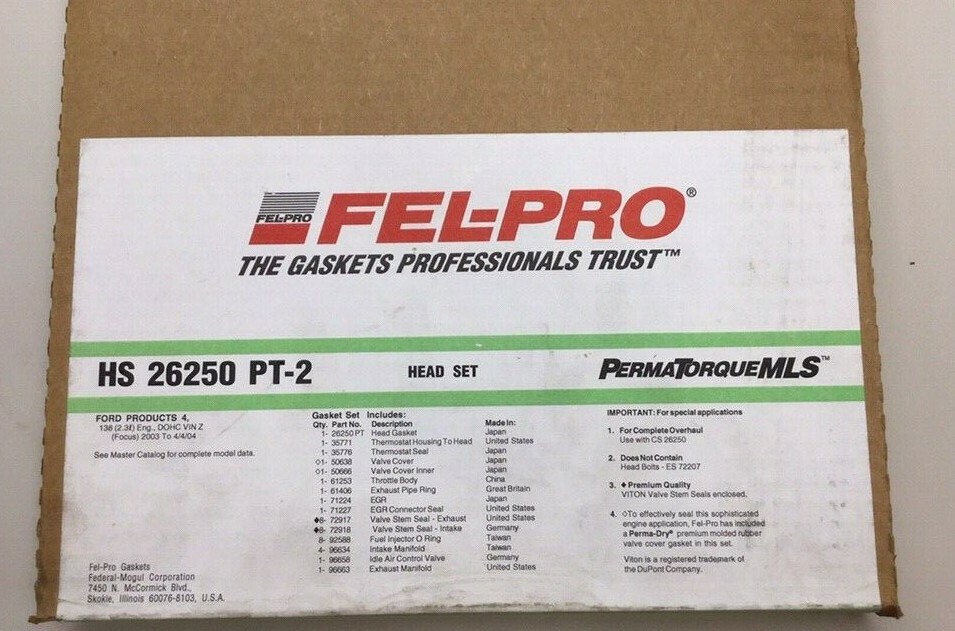 FEL-PRO
FEL-PRO®
THE GASKETS PROFESSIONALS TRUST™
HS 26250 PT-2
HEAD SET
PERMATORQUE MLS™
FORD PRODUCTS 4,
138 (2.3ℓ) Eng., DOHC VIN Z
(Focus) 2003 To 4/4/04
See Master Catalog for complete model data.
Gasket Set Includes:
Qty. Part No. Description Made In:
1- 26250 PT Head Gasket Japan
1- 35771 Thermostat Housing To Head United States
1- 35776 Thermostat Seal Japan
◇1- 50638 Valve Cover Japan
◇1- 50666 Valve Cover Inner Japan
1- 61253 Throttle Body China
1- 61406 Exhaust Pipe Ring Great Britain
1- 71224 EGR Japan
1- 71227 EGR Connector Seal United States
♦8- 72917 Valve Stem Seal - Exhaust United States
♦8- 72918 Valve Stem Seal - Intake Germany
8- 92588 Fuel Injector O Ring Taiwan
4- 96634 Intake Manifold Taiwan
1- 96658 Idle Air Control Valve Germany
1- 96663 Exhaust Manifold United States
IMPORTANT: For special applications
1. For Complete Overhaul
Use with CS 26250
2. Does Not Contain
Head Bolts - ES 72207
3. ♦ Premium Quality
VITON Valve Stem Seals enclosed.
4. ◇To effectively seal this sophisticated
engine application, Fel-Pro has included
a Perma-Dry® premium molded rubber
valve cover gasket in this set.
Viton is a registered trademark of
the DuPont Company.
Fel-Pro Gaskets
Federal-Mogul Corporation
7450 N. McCormick Blvd.,
Skokie, Illinois 60076-8103, U.S.A.